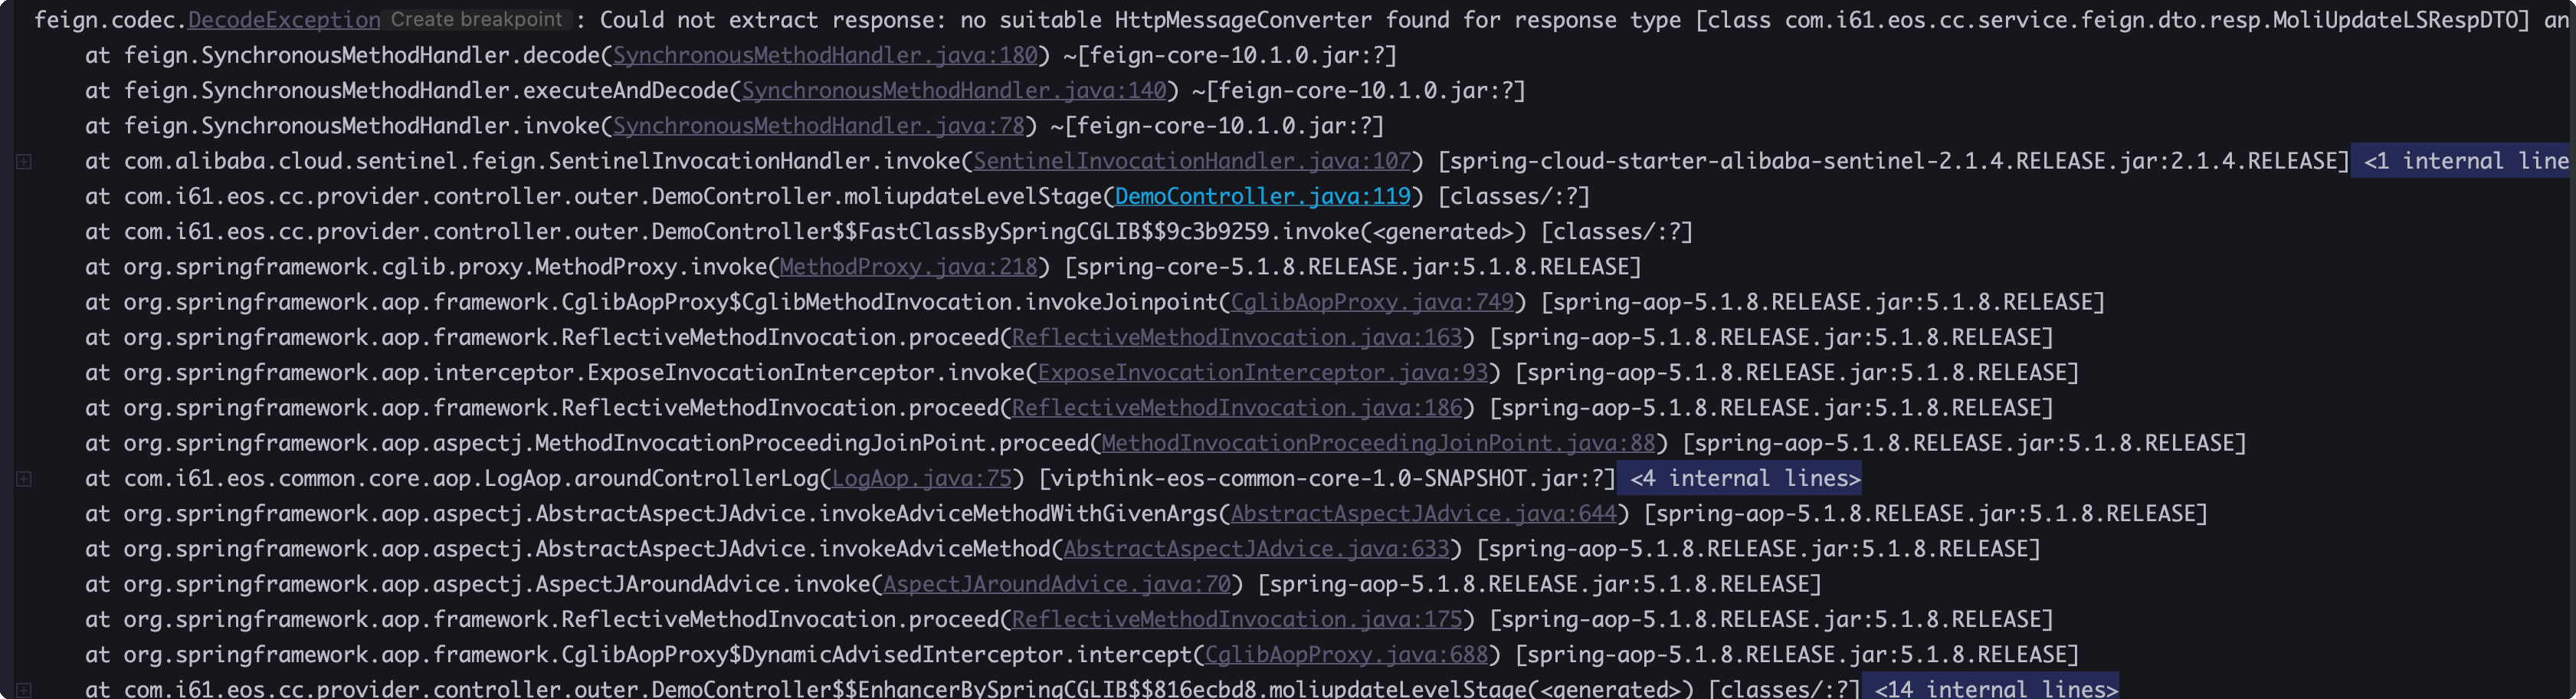 feign.codec.DecodeException Create breakpoint : Could not extract response: no suitable HttpMessageConverter found for response type [class com.i61.eos.cc.service.feign.dto.resp.MoliUpdateLSRespDTO] an
at feign.SynchronousMethodHandler.decode(SynchronousMethodHandler.java:180) ~[feign-core-10.1.0.jar:?]
at feign.SynchronousMethodHandler.executeAndDecode(SynchronousMethodHandler.java:140) ~[feign-core-10.1.0.jar:?]
at feign.SynchronousMethodHandler.invoke(SynchronousMethodHandler.java:78) ~[feign-core-10.1.0.jar:?]
at com.alibaba.cloud.sentinel.feign.SentinelInvocationHandler.invoke(SentinelInvocationHandler.java:107) [spring-cloud-starter-alibaba-sentinel-2.1.4.RELEASE.jar:2.1.4.RELEASE] <1 internal line
at com.i61.eos.cc.provider.controller.outer.DemoController.moliupdateLevelStage(DemoController.java:119) [classes/:?]
at com.i61.eos.cc.provider.controller.outer.DemoController$$FastClassBySpringCGLIB$$9c3b9259.invoke(<generated>) [classes/:?]
at org.springframework.cglib.proxy.MethodProxy.invoke(MethodProxy.java:218) [spring-core-5.1.8.RELEASE.jar:5.1.8.RELEASE]
at org.springframework.aop.framework.CglibAopProxy$CglibMethodInvocation.invokeJoinpoint(CglibAopProxy.java:749) [spring-aop-5.1.8.RELEASE.jar:5.1.8.RELEASE]
at org.springframework.aop.framework.ReflectiveMethodInvocation.proceed(ReflectiveMethodInvocation.java:163) [spring-aop-5.1.8.RELEASE.jar:5.1.8.RELEASE]
at org.springframework.aop.interceptor.ExposeInvocationInterceptor.invoke(ExposeInvocationInterceptor.java:93) [spring-aop-5.1.8.RELEASE.jar:5.1.8.RELEASE]
at org.springframework.aop.framework.ReflectiveMethodInvocation.proceed(ReflectiveMethodInvocation.java:186) [spring-aop-5.1.8.RELEASE.jar:5.1.8.RELEASE]
at org.springframework.aop.aspectj.MethodInvocationProceedingJoinPoint.proceed(MethodInvocationProceedingJoinPoint.java:88) [spring-aop-5.1.8.RELEASE.jar:5.1.8.RELEASE]
at com.i61.eos.common.core.aop.LogAop.aroundControllerLog(LogAop.java:75) [vipthink-eos-common-core-1.0-SNAPSHOT.jar:?] <4 internal lines>
at org.springframework.aop.aspectj.AbstractAspectJAdvice.invokeAdviceMethodWithGivenArgs(AbstractAspectJAdvice.java:644) [spring-aop-5.1.8.RELEASE.jar:5.1.8.RELEASE]
at org.springframework.aop.aspectj.AbstractAspectJAdvice.invokeAdviceMethod(AbstractAspectJAdvice.java:633) [spring-aop-5.1.8.RELEASE.jar:5.1.8.RELEASE]
at org.springframework.aop.aspectj.AspectJAroundAdvice.invoke(AspectJAroundAdvice.java:70) [spring-aop-5.1.8.RELEASE.jar:5.1.8.RELEASE]
at org.springframework.aop.framework.ReflectiveMethodInvocation.proceed(ReflectiveMethodInvocation.java:175) [spring-aop-5.1.8.RELEASE.jar:5.1.8.RELEASE]
at org.springframework.aop.framework.CglibAopProxy$DynamicAdvisedInterceptor.intercept(CglibAopProxy.java:688) [spring-aop-5.1.8.RELEASE.jar:5.1.8.RELEASE]
at com.i61.eos.cc.provider.controller.outer.DemoController$$EnhancerBySpringCGLIB$$816ecbd8.moliupdateLevelStage(<generated>) [classes/:?] <14 internal lines>